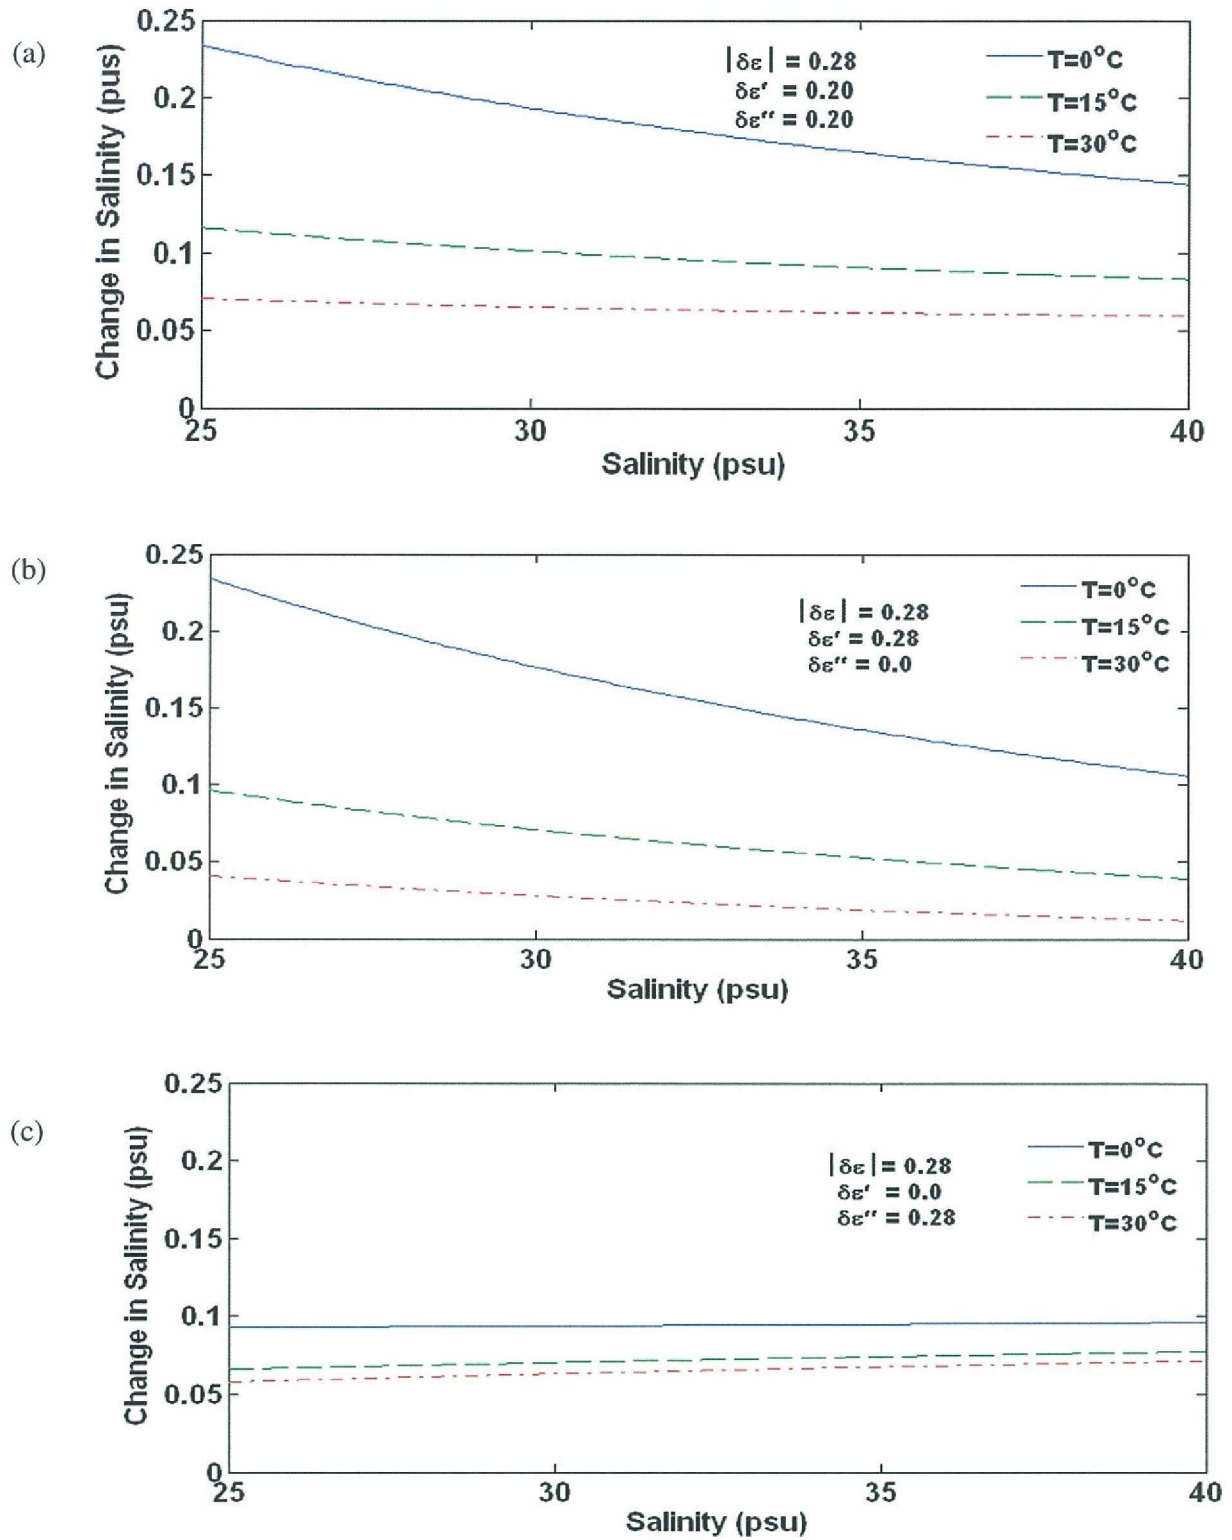 (a)
0.25
0.2
0.15
0.1
0.05
0
Change in Salinity (pus)
|δε| = 0.28
δε′ = 0.20
δε′′ = 0.20
T=0°C
T=15°C
T=30°C
25 30 35 40
Salinity (psu)
(b)
0.25
0.2
0.15
0.1
0.05
0
Change in Salinity (psu)
|δε| = 0.28
δε′ = 0.28
δε′′ = 0.0
T=0°C
T=15°C
T=30°C
25 30 35 40
Salinity (psu)
(c)
0.25
0.2
0.15
0.1
0.05
0
Change in Salinity (psu)
|δε| = 0.28
δε′ = 0.0
δε′′ = 0.28
T=0°C
T=15°C
T=30°C
25 30 35 40
Salinity (psu)